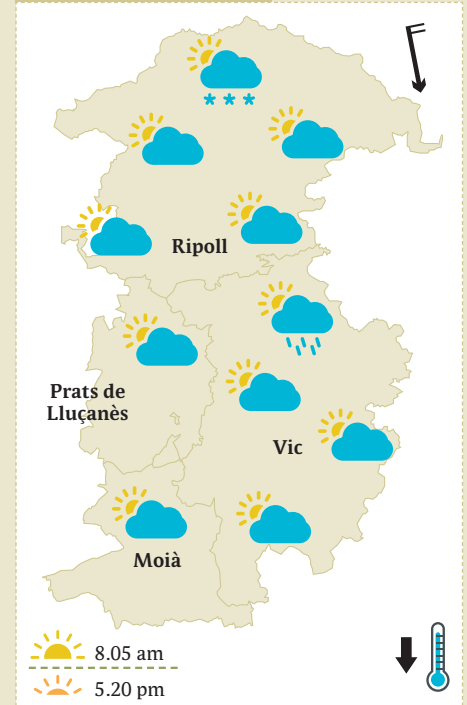 Ripoll
Prats de
Lluçanès
Vic
Moià
8.05 am
5.20 pm